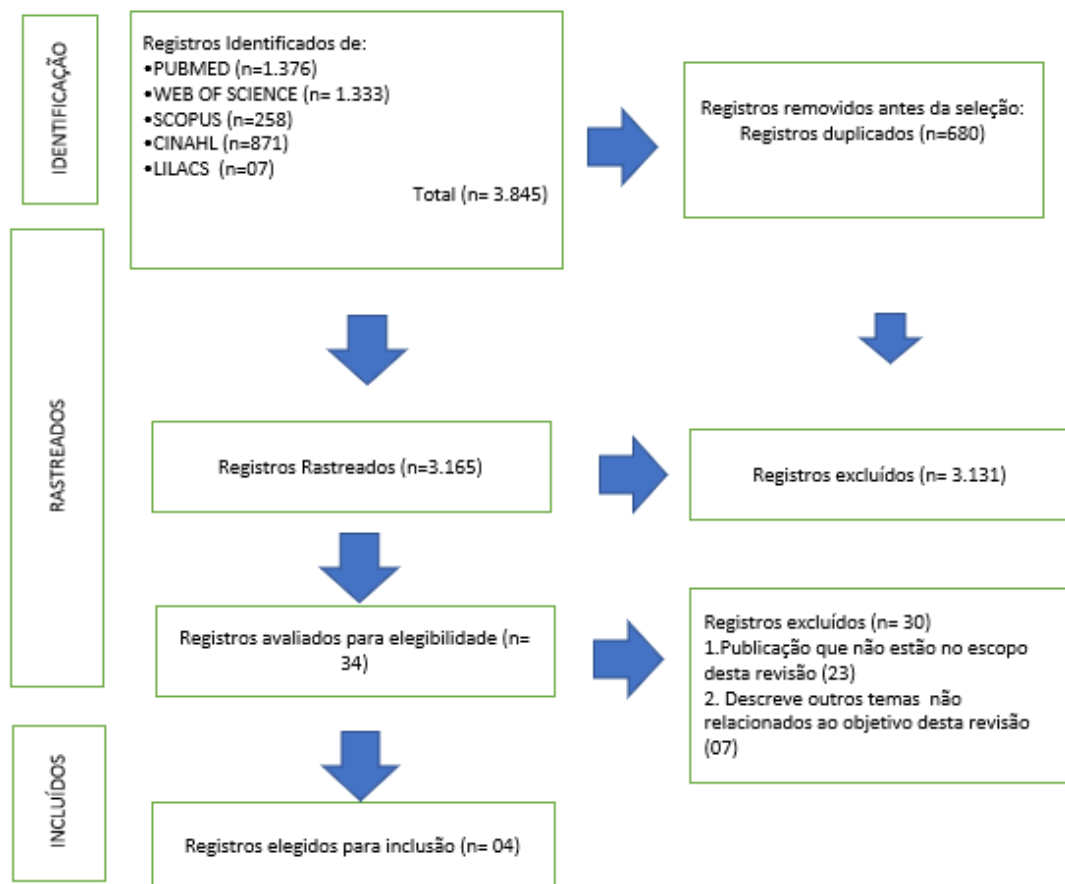 IDENTIFICAÇÃO
Registros Identificados de:
•PUBMED (n=1.376)
•WEB OF SCIENCE (n= 1.333)
•SCOPUS (n=258)
•CINAHL (n=871)
•LILACS (n=07)
Total (n= 3.845)
Registros removidos antes da seleção:
Registros duplicados (n=680)
RASTREADOS
Registros Rastreados (n=3.165)
Registros excluídos (n= 3.131)
Registros avaliados para elegibilidade (n=
34)
Registros excluídos (n= 30)
1.Publicação que não estão no escopo
desta revisão (23)
2. Descreve outros temas não
relacionados ao objetivo desta revisão
(07)
INCLUÍDOS
Registros elegidos para inclusão (n= 04)